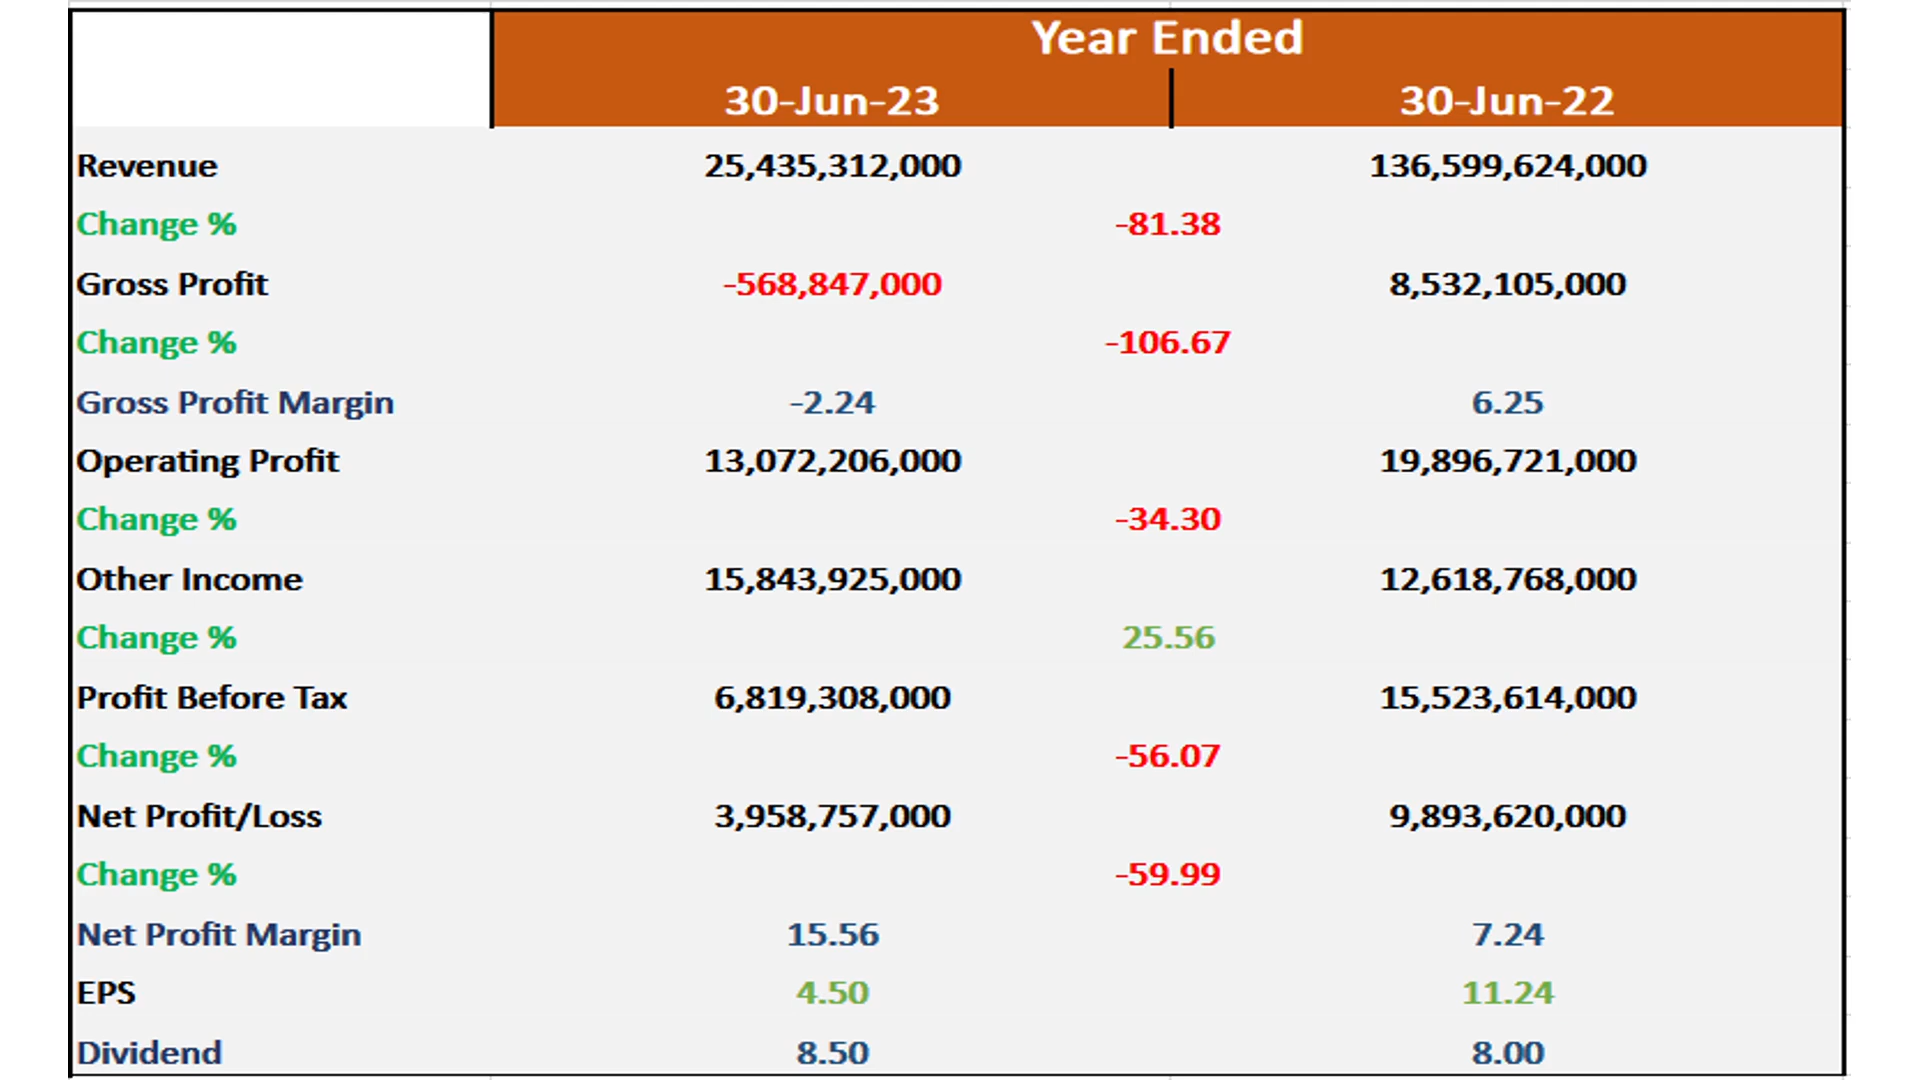 Year Ended
30-Jun-23 30-Jun-22
Revenue 25,435,312,000 136,599,624,000
Change % -81.38
Gross Profit -568,847,000 8,532,105,000
Change % -106.67
Gross Profit Margin -2.24 6.25
Operating Profit 13,072,206,000 19,896,721,000
Change % -34.30
Other Income 15,843,925,000 12,618,768,000
Change % 25.56
Profit Before Tax 6,819,308,000 15,523,614,000
Change % -56.07
Net Profit/Loss 3,958,757,000 9,893,620,000
Change % -59.99
Net Profit Margin 15.56 7.24
EPS 4.50 11.24
Dividend 8.50 8.00